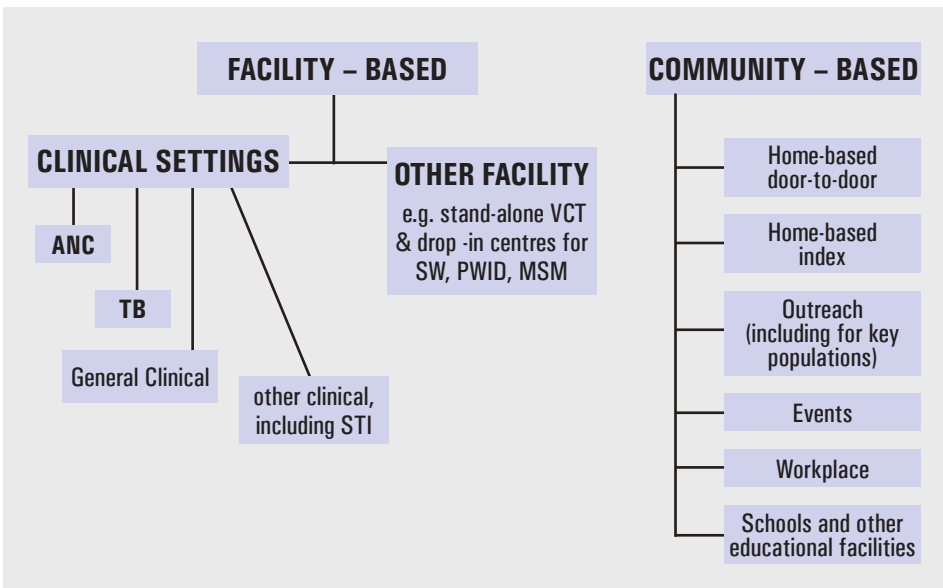 FACILITY – BASED
CLINICAL SETTINGS
ANC
TB
General Clinical
other clinical,
including STI
OTHER FACILITY
e.g. stand-alone VCT
& drop -in centres for
SW, PWID, MSM
COMMUNITY – BASED
Home-based
door-to-door
Home-based
index
Outreach
(including for key
populations)
Events
Workplace
Schools and other
educational facilities